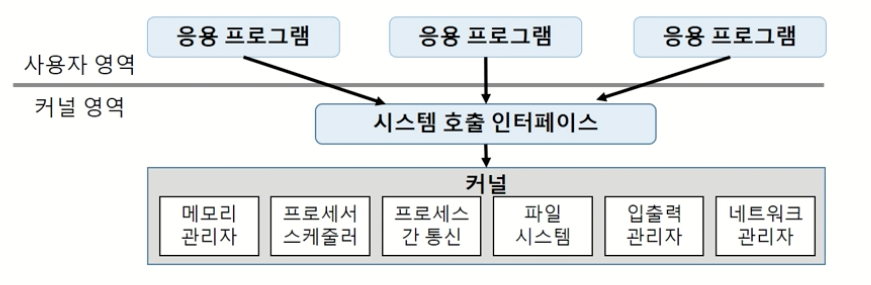 응용 프로그램
응용 프로그램
응용 프로그램
사용자 영역
커널 영역
시스템 호출 인터페이스
커널
메모리
관리자
프로세서
스케줄러
프로세스
간 통신
파일
시스템
입출력
관리자
네트워크
관리자